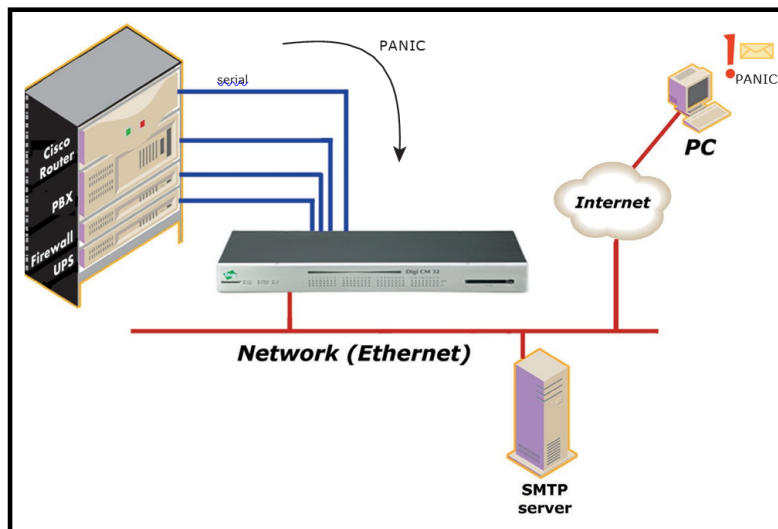 PANIC
serial
PANIC
PC
Cisco
Router
PBX
Firewall
UPS
Internet
Digi CM 32
Network (Ethernet)
SMTP
server